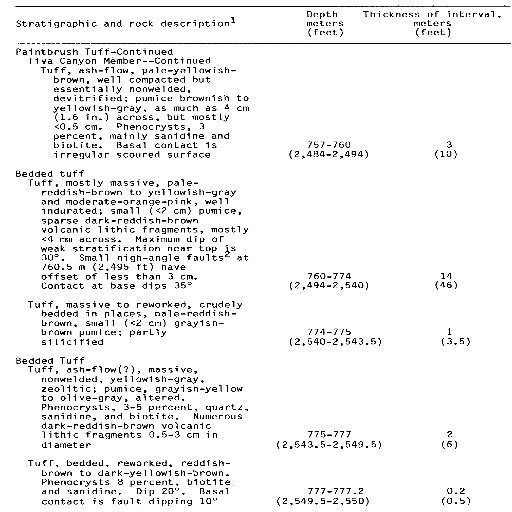 Depth Thickness of interval,
Stratigraphic and rock description1 meters meters
(feet) (feet)
Paintbrush Tuff-Continued
Tiva Canyon Member--Continued
Tuff, ash-flow, pale-yellowish-
brown, well compacted but
essentially nonwelded,
devitrified; pumice brownish to
yellowish-gray, as much as 4 cm
(1.6 in.) across, but mostly
<0.5 cm. Phenocrysts, 3
percent, mainly sanidine and
biotite. Basal contact is 757-760 3
irregular scoured surface (2,484-2,494) (10)
Bedded tuff
Tuff, mostly massive, pale-
reddish-brown to yellowish-gray
and moderate-orange-pink, well
indurated; small (<2 cm) pumice,
sparse dark-reddish-brown
volcanic lithic fragments, mostly
<4 mm across. Maximum dip of
weak stratification near top is
30°. Small high-angle faults2 at
760.5 m (2,495 ft) have
offset of less than 3 cm. 760-774 14
Contact at base dips 35° (2,494-2,540) (46)
Tuff, massive to reworked, crudely
bedded in places, pale-reddish-
brown, small (<2 cm) grayish-
brown pumice; partly 774-775 1
silicified (2,540-2,543.5) (3.5)
Bedded Tuff
Tuff, ash-flow(?), massive,
nonwelded, yellowish-gray,
zeolitic; pumice, grayish-yellow
to olive-gray, altered.
Phenocrysts, 3-5 percent, quartz,
sanidine, and biotite. Numerous
dark-reddish-brown volcanic
lithic fragments 0.5-3 cm in 775-777 2
diameter (2,543.5-2,549.5) (6)
Tuff, bedded, reworked, reddish-
brown to dark-yellowish-brown.
Phenocrysts 8 percent, biotite
and sanidine. Dip 20°. Basal 777-777.2 0.2
contact is fault dipping 10° (2,549.5-2,550) (0.5)